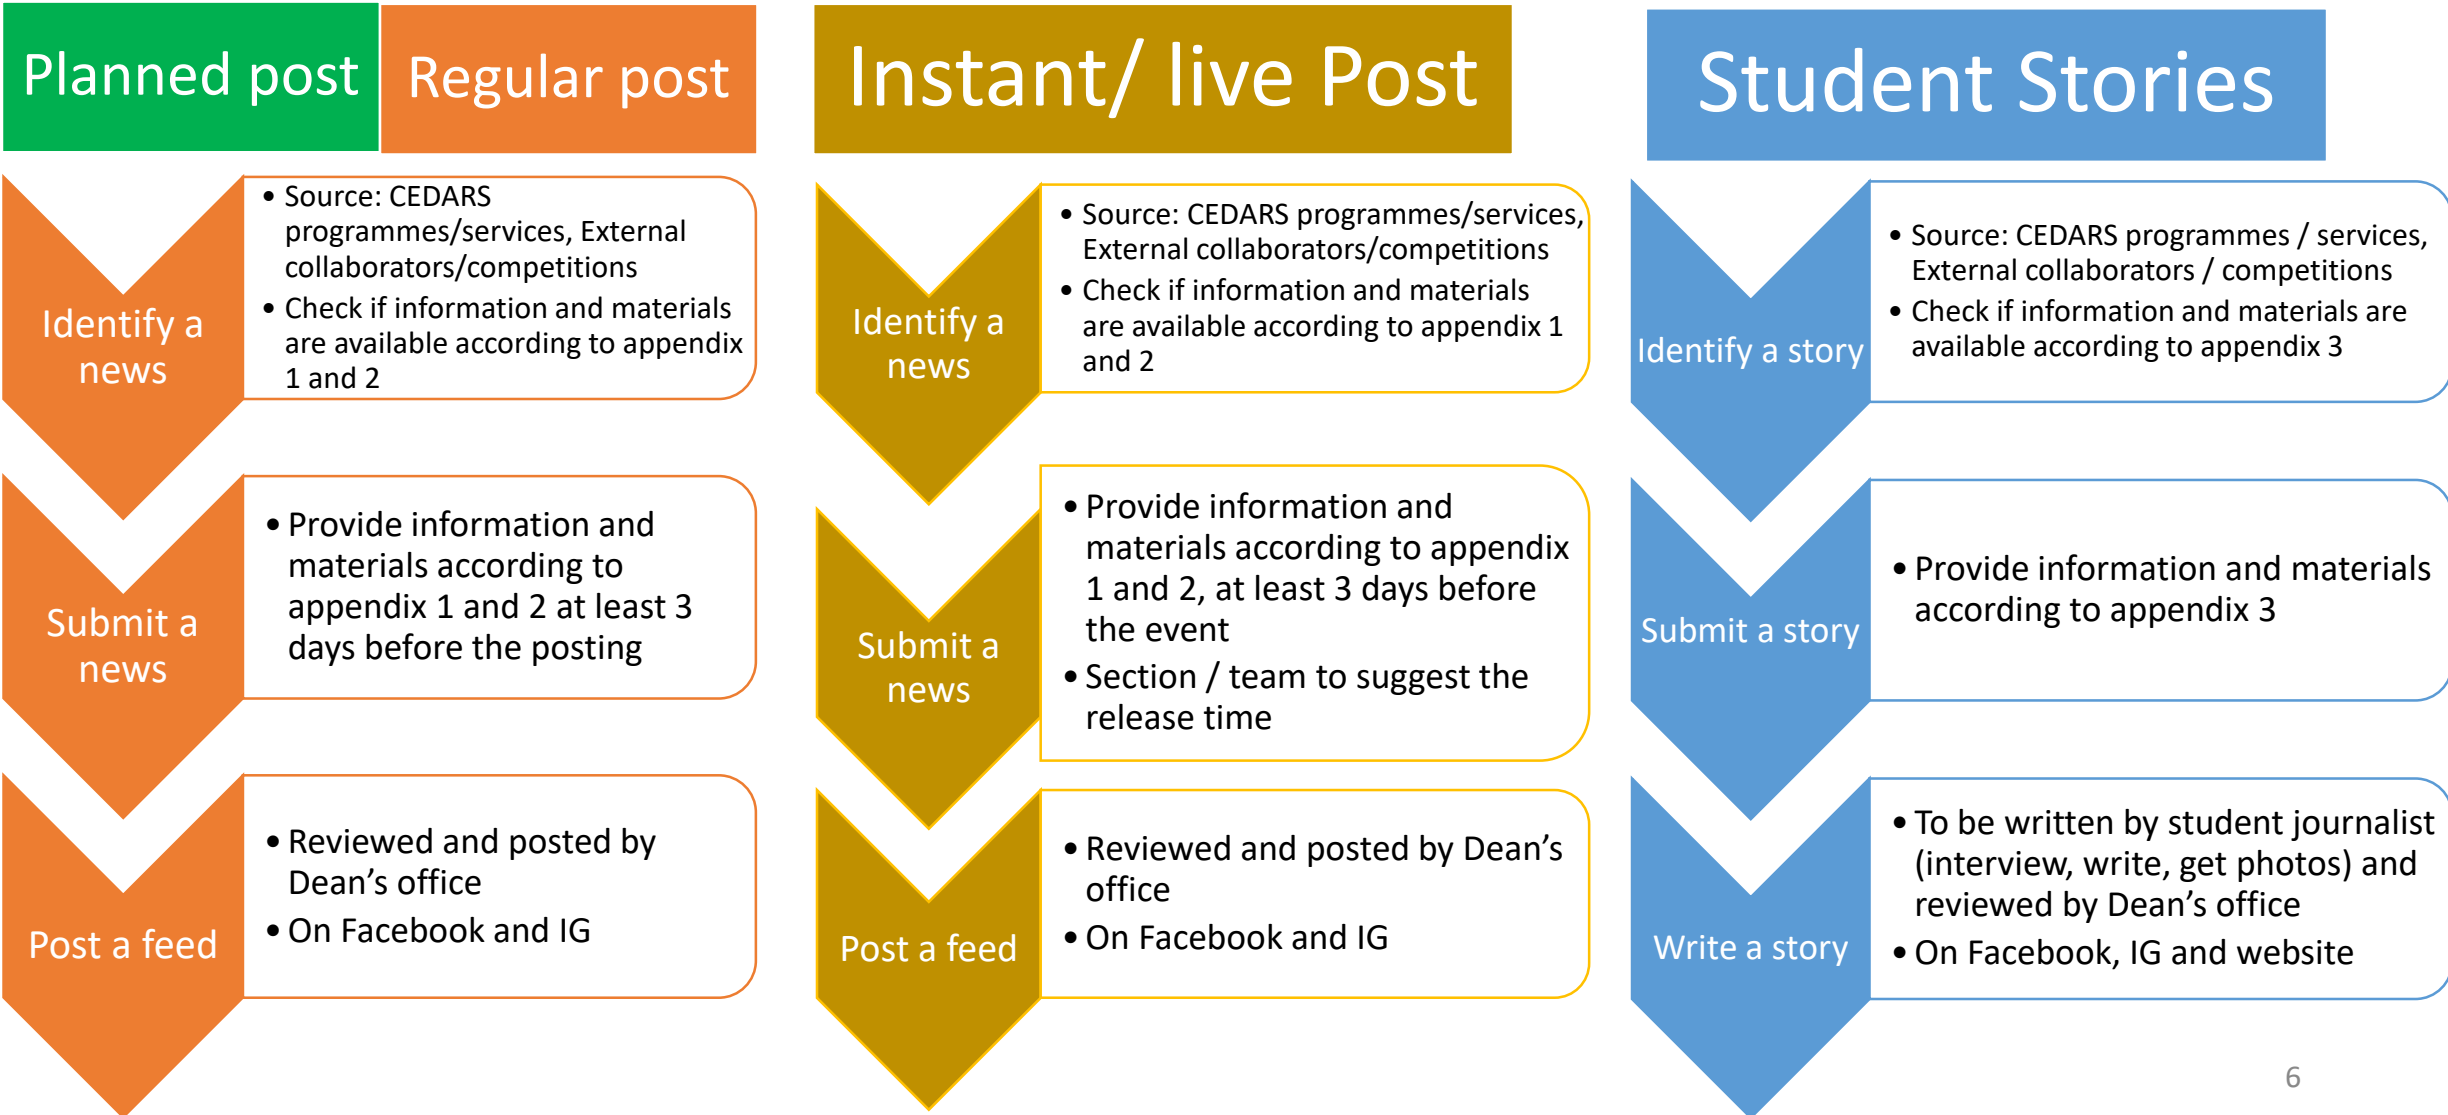 Planned post
Regular post
Identify a
news
• Source: CEDARS
programmes/services, External
collaborators/competitions
• Check if information and materials
are available according to appendix
1 and 2
Submit a
news
• Provide information and
materials according to
appendix 1 and 2 at least 3
days before the posting
Post a feed
• Reviewed and posted by
Dean’s office
• On Facebook and IG
Instant/ live Post
Identify a
news
• Source: CEDARS programmes/services,
External collaborators/competitions
• Check if information and materials
are available according to appendix 1
and 2
Submit a
news
• Provide information and
materials according to appendix
1 and 2, at least 3 days before
the event
• Section / team to suggest the
release time
Post a feed
• Reviewed and posted by Dean’s
office
• On Facebook and IG
Student Stories
Identify a story
• Source: CEDARS programmes / services,
External collaborators / competitions
• Check if information and materials are
available according to appendix 3
Submit a story
• Provide information and materials
according to appendix 3
Write a story
• To be written by student journalist
(interview, write, get photos) and
reviewed by Dean’s office
• On Facebook, IG and website
6